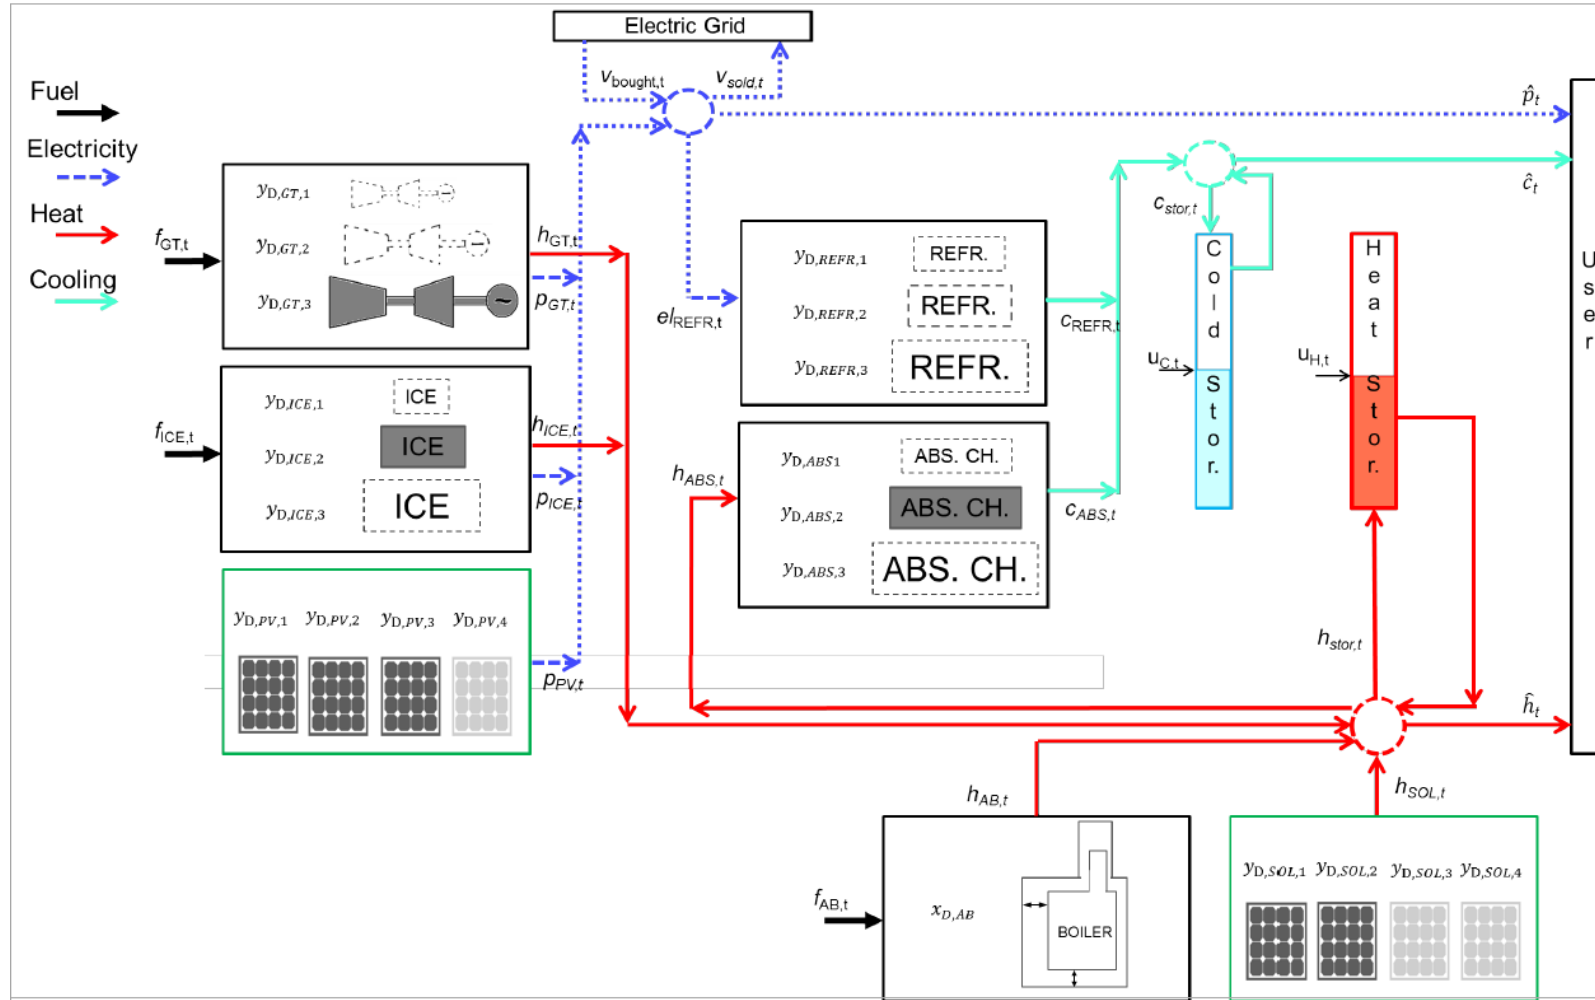 Electric Grid
v_bought,t
v_sold,t
Fuel
Electricity
Heat
Cooling
p̂_t
ĉ_t
f_GT,t
y_D,GT,1
y_D,GT,2
y_D,GT,3
~
h_GT,t
p_GT,t
el_REFR,t
y_D,REFR,1
REFR.
y_D,REFR,2
REFR.
y_D,REFR,3
REFR.
c_REFR,t
c_stor,t
Cold Stor.
u_C,t
Heat Stor.
u_H,t
User
f_ICE,t
y_D,ICE,1
ICE
y_D,ICE,2
ICE
y_D,ICE,3
ICE
h_ICE,t
p_ICE,t
h_ABS,t
y_D,ABS1
ABS. CH.
y_D,ABS,2
ABS. CH.
y_D,ABS,3
ABS. CH.
c_ABS,t
y_D,PV,1 y_D,PV,2 y_D,PV,3 y_D,PV,4
p_PV,t
h_stor,t
ĥ_t
h_AB,t
h_SOL,t
f_AB,t
x_D,AB
BOILER
y_D,SOL,1 y_D,SOL,2 y_D,SOL,3 y_D,SOL,4